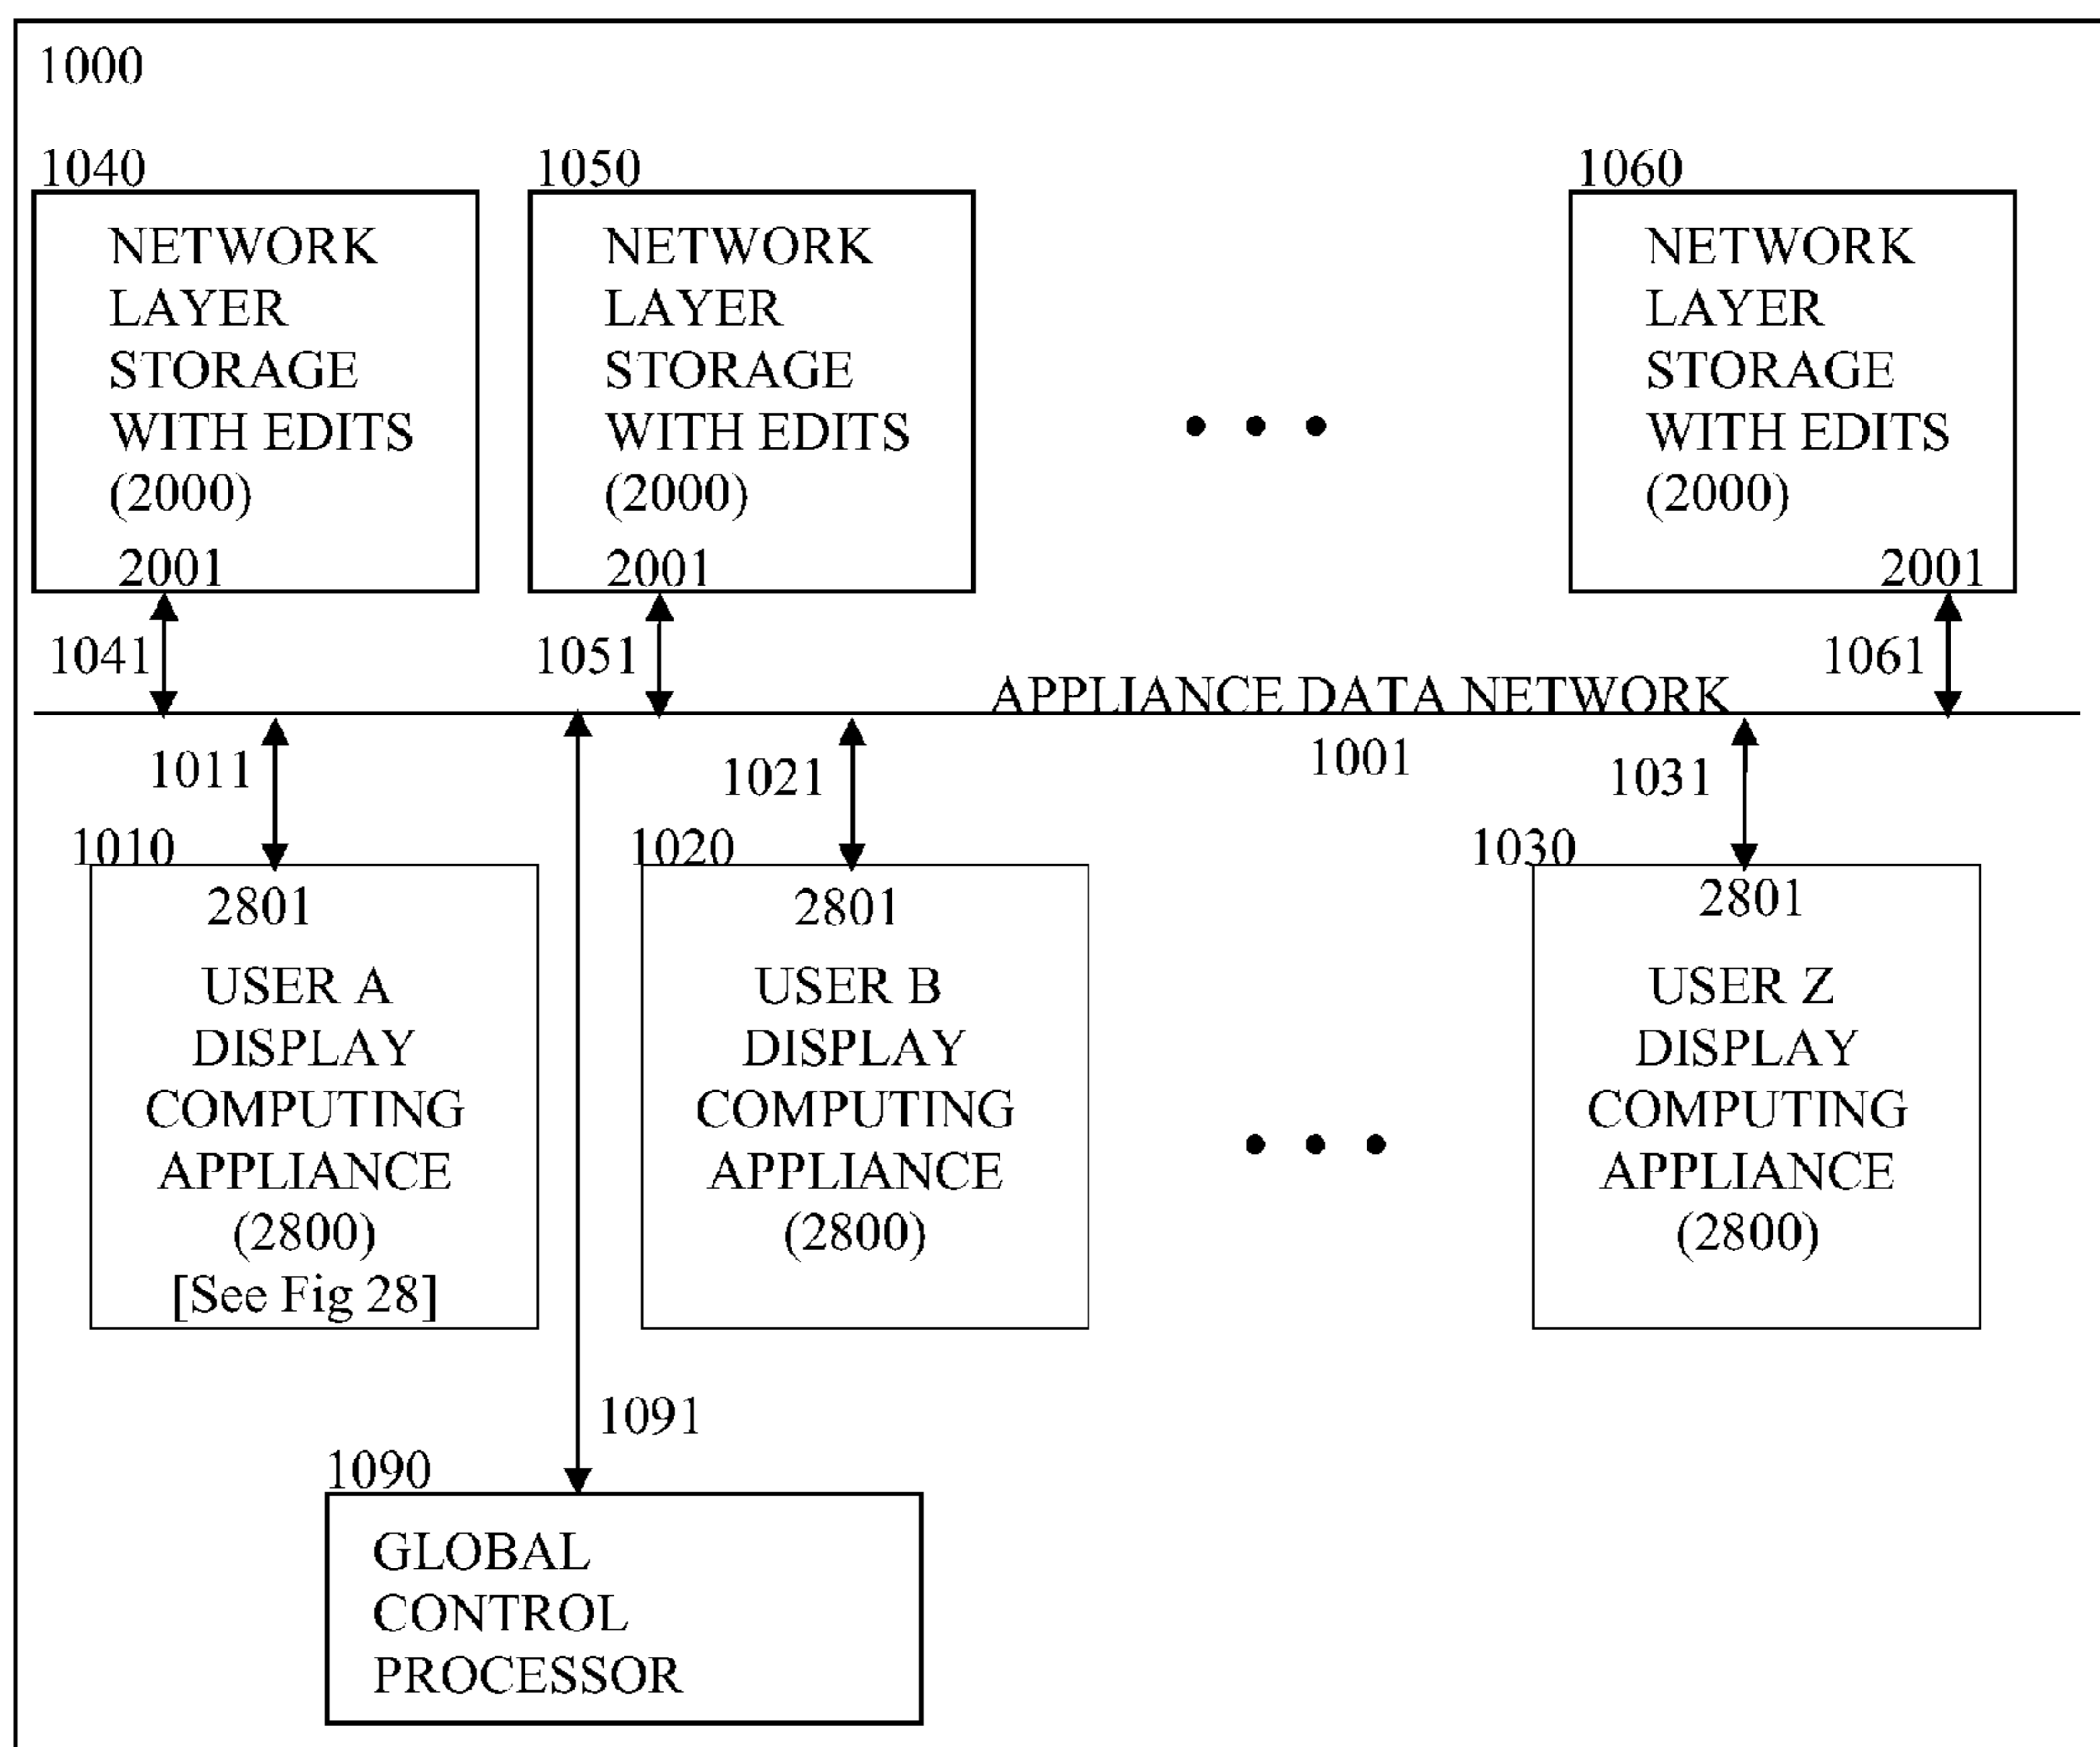 1000
1040
NETWORK
LAYER
STORAGE
WITH EDITS
(2000)
2001
1050
NETWORK
LAYER
STORAGE
WITH EDITS
(2000)
2001
1060
NETWORK
LAYER
STORAGE
WITH EDITS
(2000)
2001
1041
1051
1061
APPLIANCE DATA NETWORK
1001
1011
1021
1031
1010
2801
USER A
DISPLAY
COMPUTING
APPLIANCE
(2800)
[See Fig 28]
1020
2801
USER B
DISPLAY
COMPUTING
APPLIANCE
(2800)
1030
2801
USER Z
DISPLAY
COMPUTING
APPLIANCE
(2800)
1091
1090
GLOBAL
CONTROL
PROCESSOR